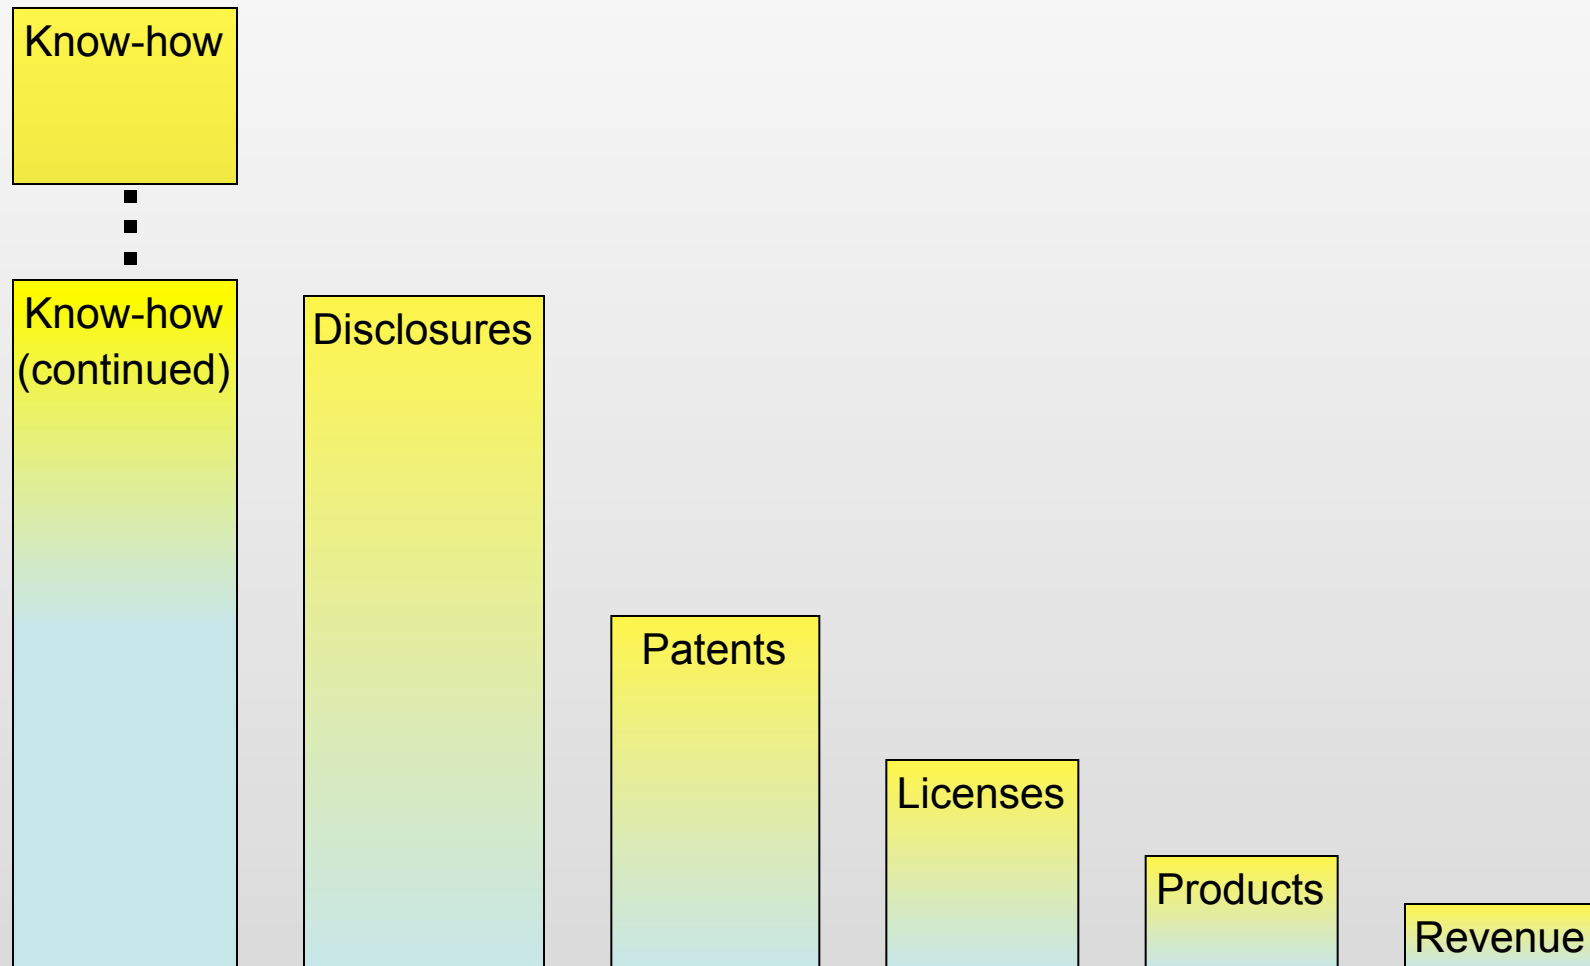 Know-how
Know-how
(continued)
Disclosures
Patents
Licenses
Products
Revenue